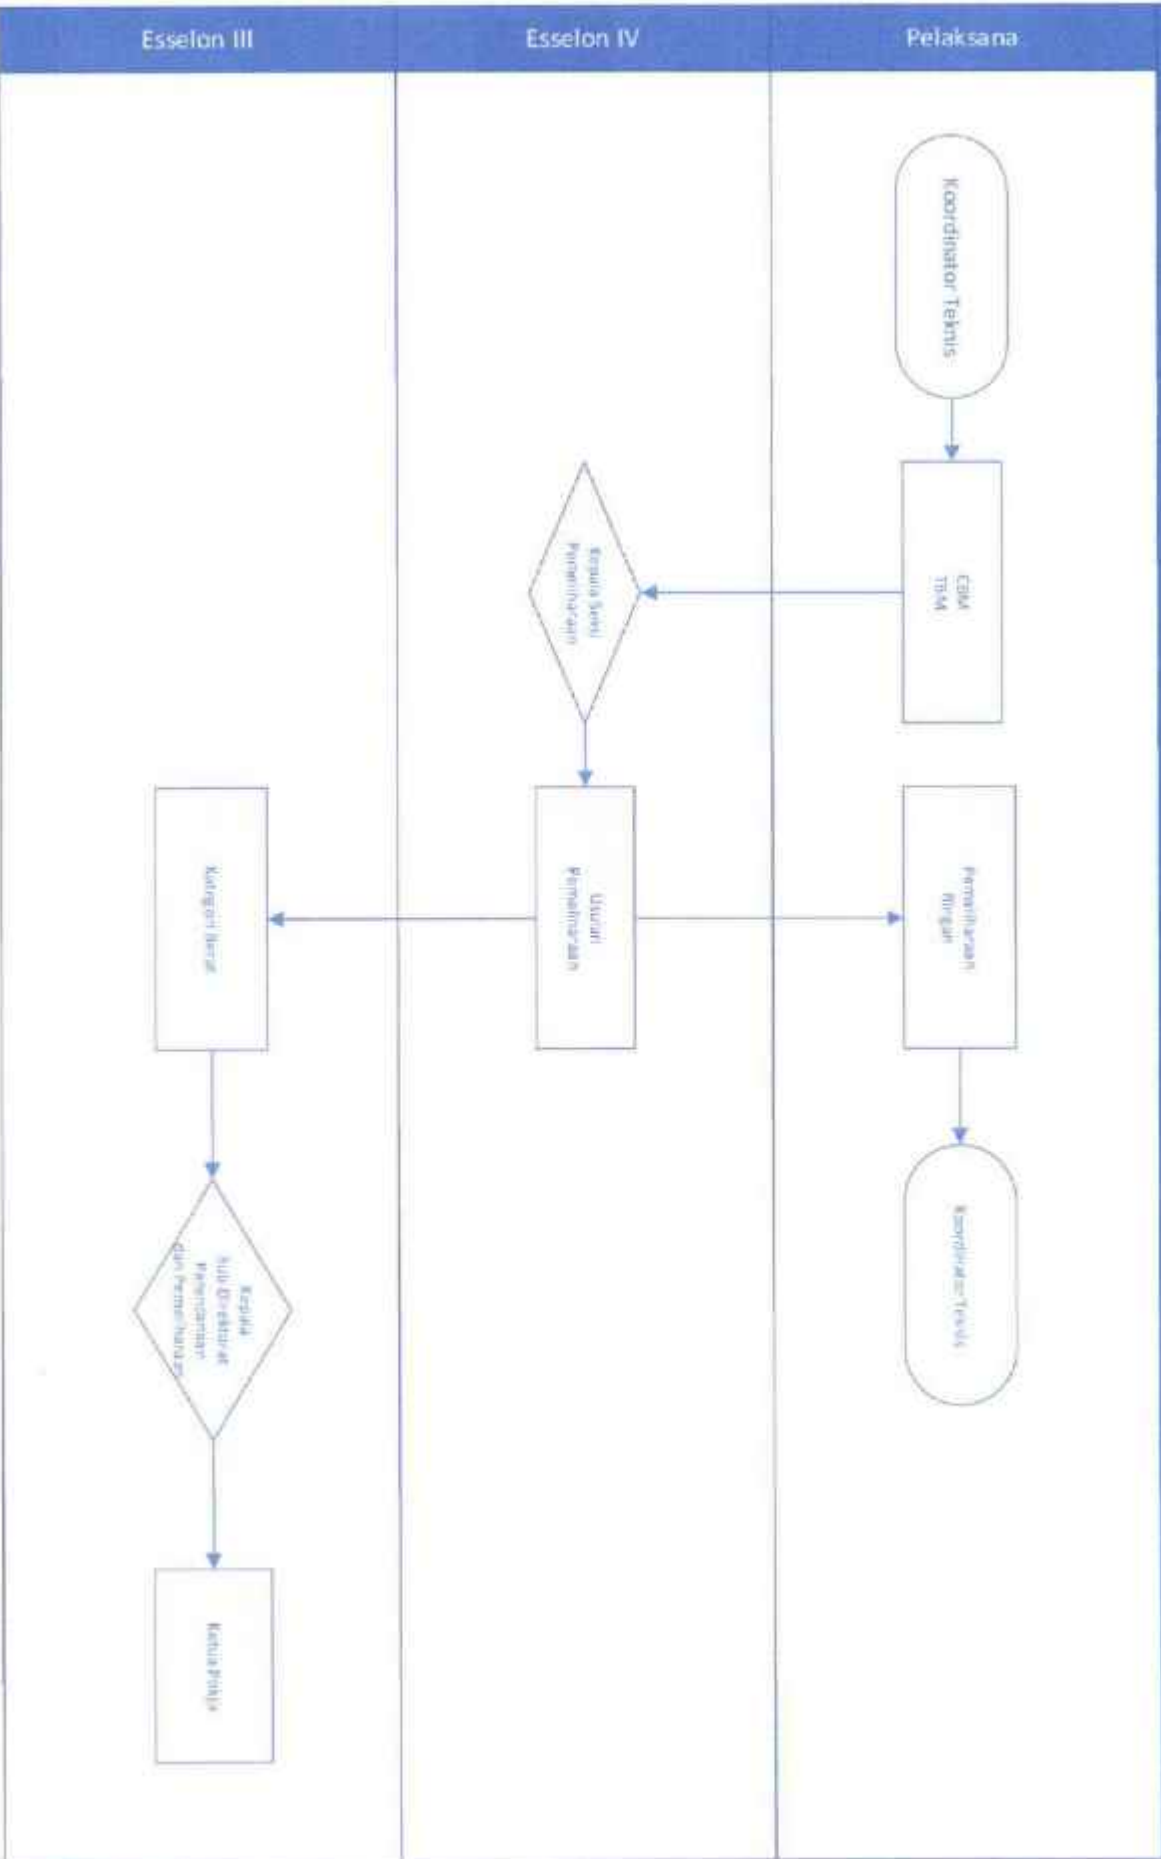 Esselon III
Esselon IV
Pelaksana
Koordinator Teknis
CBM
TBM
Kepala Seksi
Pemeliharaan
Usulan
Pemeliharaan
Pemeliharaan
Ringan
Kategori Berat
Koordinator Teknis
Kepala
Sub Direktorat
Perencanaan
dan Pemeliharaan
Ketua Pokja